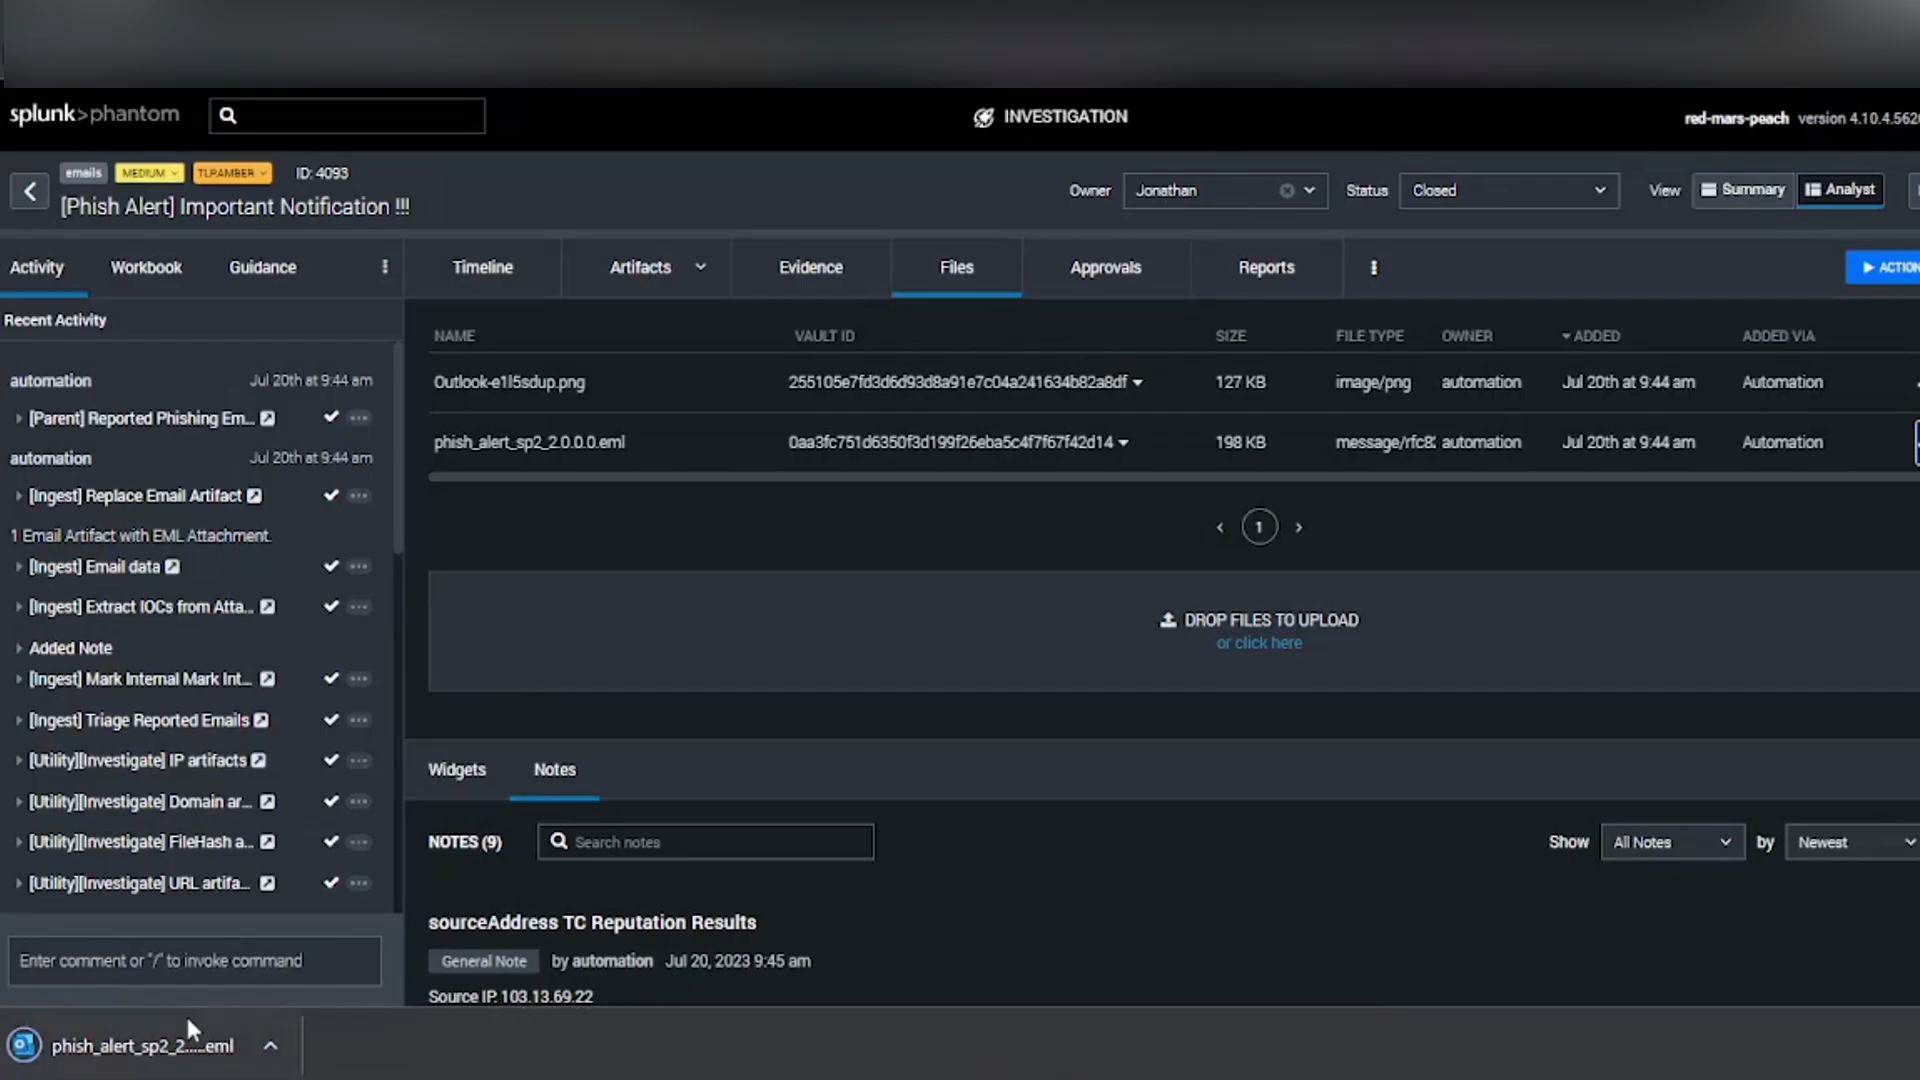 splunk>phantom
INVESTIGATION
red-mars-peach version 4.10.4.562
emails MEDIUM TLP:AMBER ID: 4093
[Phish Alert] Important Notification !!!
Owner Jonathan Status Closed View Summary Analyst
Activity Workbook Guidance
Timeline Artifacts Evidence Files Approvals Reports
ACTION
Recent Activity
automation Jul 20th at 9:44 am
[Parent] Reported Phishing Em...
automation Jul 20th at 9:44 am
[Ingest] Replace Email Artifact
1 Email Artifact with EML Attachment.
[Ingest] Email data
[Ingest] Extract IOCs from Atta...
Added Note
[Ingest] Mark Internal Mark Int...
[Ingest] Triage Reported Emails
[Utility][Investigate] IP artifacts
[Utility][Investigate] Domain ar...
[Utility][Investigate] FileHash a...
[Utility][Investigate] URL artifa...
Enter comment or "/" to invoke command
NAME VAULT ID SIZE FILE TYPE OWNER ADDED ADDED VIA
Outlook-e1l5sdup.png 255105e7fd3d6d93d8a91e7c04a241634b82a8df 127 KB image/png automation Jul 20th at 9:44 am Automation
phish_alert_sp2_2.0.0.0.eml 0aa3fc751d6350f3d199f26eba5c4f7f67f42d14 198 KB message/rfc8 automation Jul 20th at 9:44 am Automation
1
DROP FILES TO UPLOAD
or click here
Widgets Notes
NOTES (9) Search notes Show All Notes by Newest
sourceAddress TC Reputation Results
General Note by automation Jul 20, 2023 9:45 am
Source IP: 103.13.69.22
phish_alert_sp2_2.....eml